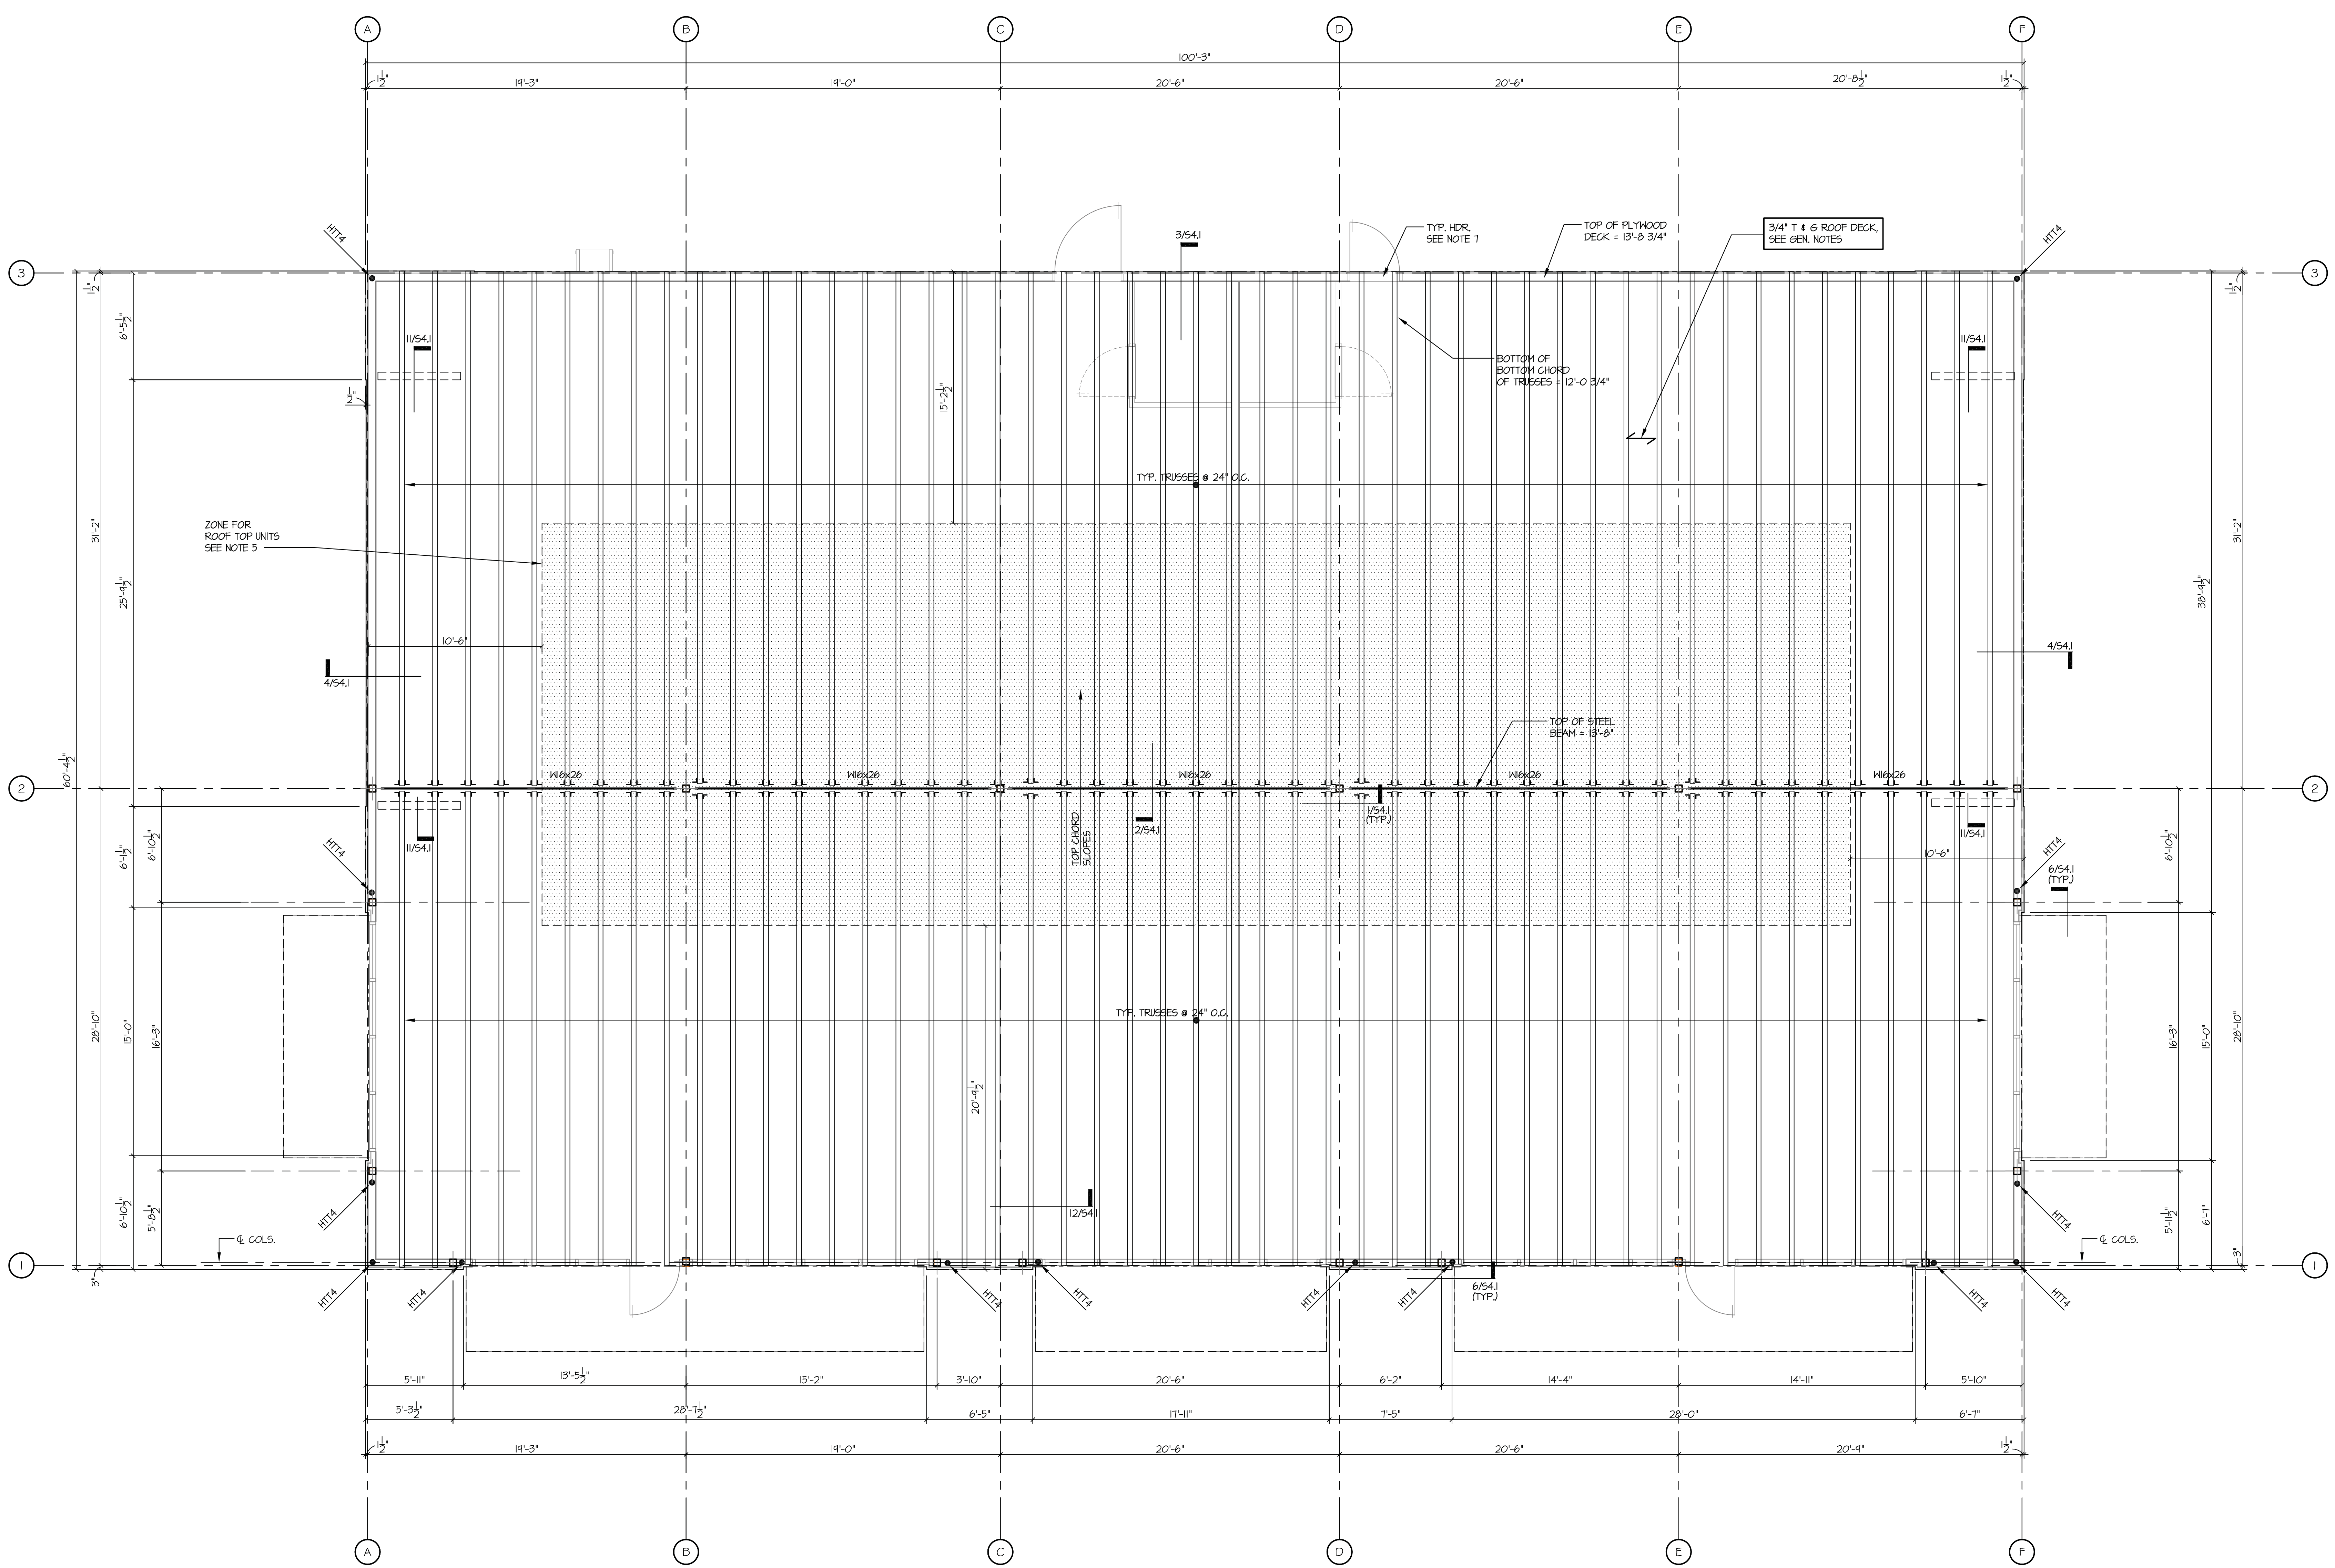 A
B
C
D
E
F
100'-3"
1 1/2"
19'-3"
19'-0"
20'-6"
20'-6"
20'-8 1/2"
1 1/2"
HTT4
3/S4.1
TYP. HDR.
SEE NOTE 7
TOP OF PLYWOOD
DECK = 13'-8 3/4"
3/4" T & G ROOF DECK,
SEE GEN. NOTES
HTT4
3
3
1 1/2"
1 1/2"
6'-5 1/2"
11/S4.1
11/S4.1
BOTTOM OF
BOTTOM CHORD
OF TRUSSES = 12'-0 3/4"
1/2"
15'-2 1/2"
TYP. TRUSSES @ 24" O.C.
ZONE FOR
ROOF TOP UNITS
SEE NOTE 5
31'-2"
25'-9 1/2"
31'-2"
38'-9 1/2"
10'-6"
4/S4.1
4/S4.1
TOP OF STEEL
BEAM = 13'-8"
60'-4 1/2"
W16x26
W16x26
W16x26
W16x26
W16x26
2
2
1/S4.1
(TYP.)
2/S4.1
TOP CHORD
SLOPES
11/S4.1
11/S4.1
HTT4
HTT4
6'-1 1/2"
6'-10 1/2"
10'-6"
6'-10 1/2"
6/S4.1
(TYP.)
TYP. TRUSSES @ 24" O.C.
28'-10"
15'-0"
16'-3"
16'-3"
15'-0"
28'-10"
20'-9 1/2"
12/S4.1
HTT4
HTT4
6'-10 1/2"
5'-8 1/2"
5'-11 1/2"
6'-7"
℄ COLS.
℄ COLS.
1
1
3"
3"
HTT4
HTT4
HTT4
HTT4
HTT4
HTT4
6/S4.1
(TYP.)
HTT4
HTT4
5'-11"
13'-5 1/2"
15'-2"
3'-10"
20'-6"
6'-2"
14'-4"
14'-11"
5'-10"
5'-3 1/2"
28'-7 1/2"
6'-5"
17'-11"
7'-5"
28'-0"
6'-7"
1 1/2"
19'-3"
19'-0"
20'-6"
20'-6"
20'-9"
1 1/2"
A
B
C
D
E
F